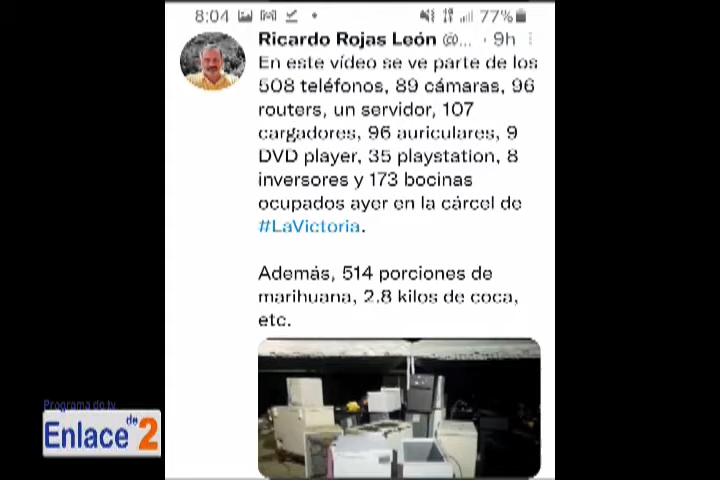 8:04 77%
Ricardo Rojas León @... · 9h
En este vídeo se ve parte de los
508 teléfonos, 89 cámaras, 96
routers, un servidor, 107
cargadores, 96 auriculares, 9
DVD player, 35 playstation, 8
inversores y 173 bocinas
ocupados ayer en la cárcel de
#LaVictoria.
Además, 514 porciones de
marihuana, 2.8 kilos de coca,
etc.
Programa de tv
Enlace de 2